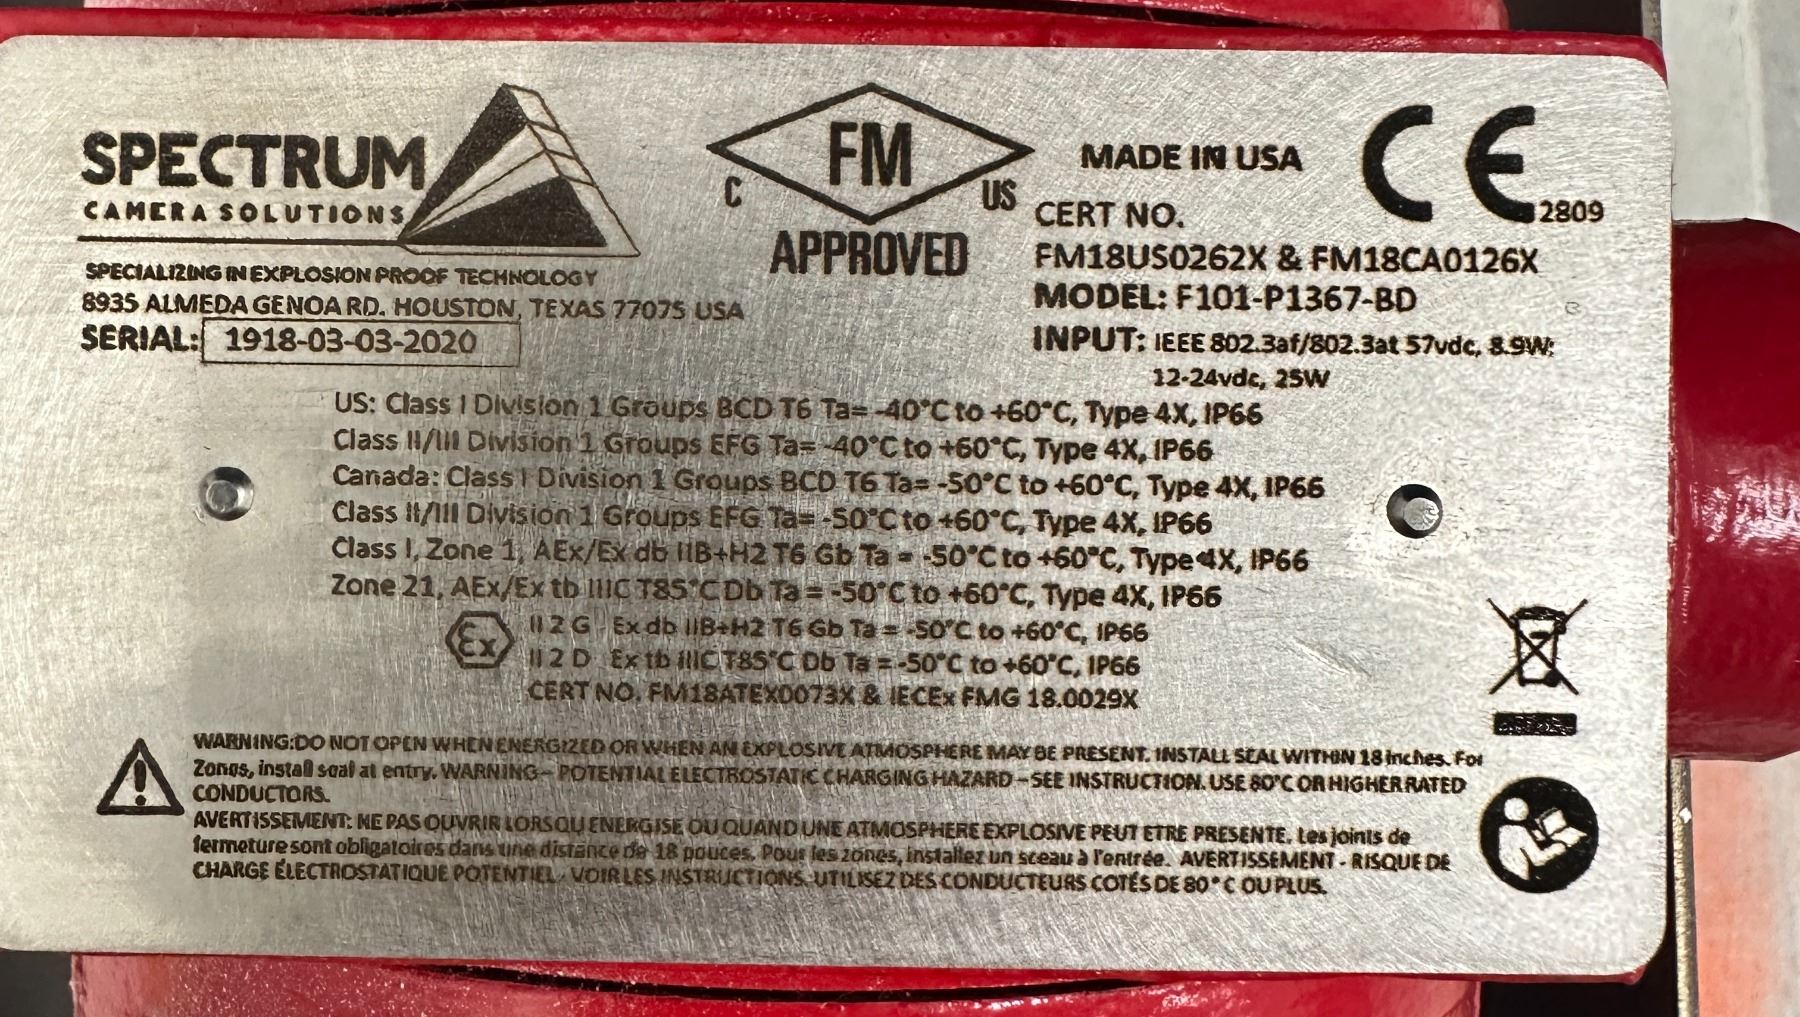 SPECTRUM
CAMERA SOLUTIONS
SPECIALIZING IN EXPLOSION PROOF TECHNOLOGY
8935 ALMEDA GENOA RD. HOUSTON, TEXAS 77075 USA
SERIAL: 1918-03-03-2020
FM
C US
APPROVED
MADE IN USA
CE 2809
CERT NO.
FM18US0262X & FM18CA0126X
MODEL: F101-P1367-BD
INPUT: IEEE 802.3af/802.3at 57vdc, 8.9W;
12-24vdc, 25W
US: Class I Division 1 Groups BCD T6 Ta= -40°C to +60°C, Type 4X, IP66
Class II/III Division 1 Groups EFG Ta= -40°C to +60°C, Type 4X, IP66
Canada: Class I Division 1 Groups BCD T6 Ta= -50°C to +60°C, Type 4X, IP66
Class II/III Division 1 Groups EFG Ta= -50°C to +60°C, Type 4X, IP66
Class I, Zone 1, AEx/Ex db IIB+H2 T6 Gb Ta = -50°C to +60°C, Type 4X, IP66
Zone 21, AEx/Ex tb IIIC T85°C Db Ta = -50°C to +60°C, Type 4X, IP66
Ex II 2 G Ex db IIB+H2 T6 Gb Ta = -50°C to +60°C, IP66
II 2 D Ex tb IIIC T85°C Db Ta = -50°C to +60°C, IP66
CERT NO. FM18ATEX0073X & IECEx FMG 18.0029X
WARNING:DO NOT OPEN WHEN ENERGIZED OR WHEN AN EXPLOSIVE ATMOSPHERE MAY BE PRESENT. INSTALL SEAL WITHIN 18 inches. For
Zones, install seal at entry. WARNING – POTENTIAL ELECTROSTATIC CHARGING HAZARD – SEE INSTRUCTION. USE 80°C OR HIGHER RATED
CONDUCTORS.
AVERTISSEMENT: NE PAS OUVRIR LORSQU ENERGISE OU QUAND UNE ATMOSPHERE EXPLOSIVE PEUT ETRE PRESENTE. Les joints de
fermeture sont obligatoires dans une distance de 18 pouces. Pour les zones, installez un sceau à l'entrée. AVERTISSEMENT - RISQUE DE
CHARGE ÉLECTROSTATIQUE POTENTIEL - VOIR LES INSTRUCTIONS. UTILISEZ DES CONDUCTEURS COTÉS DE 80 °C OU PLUS.